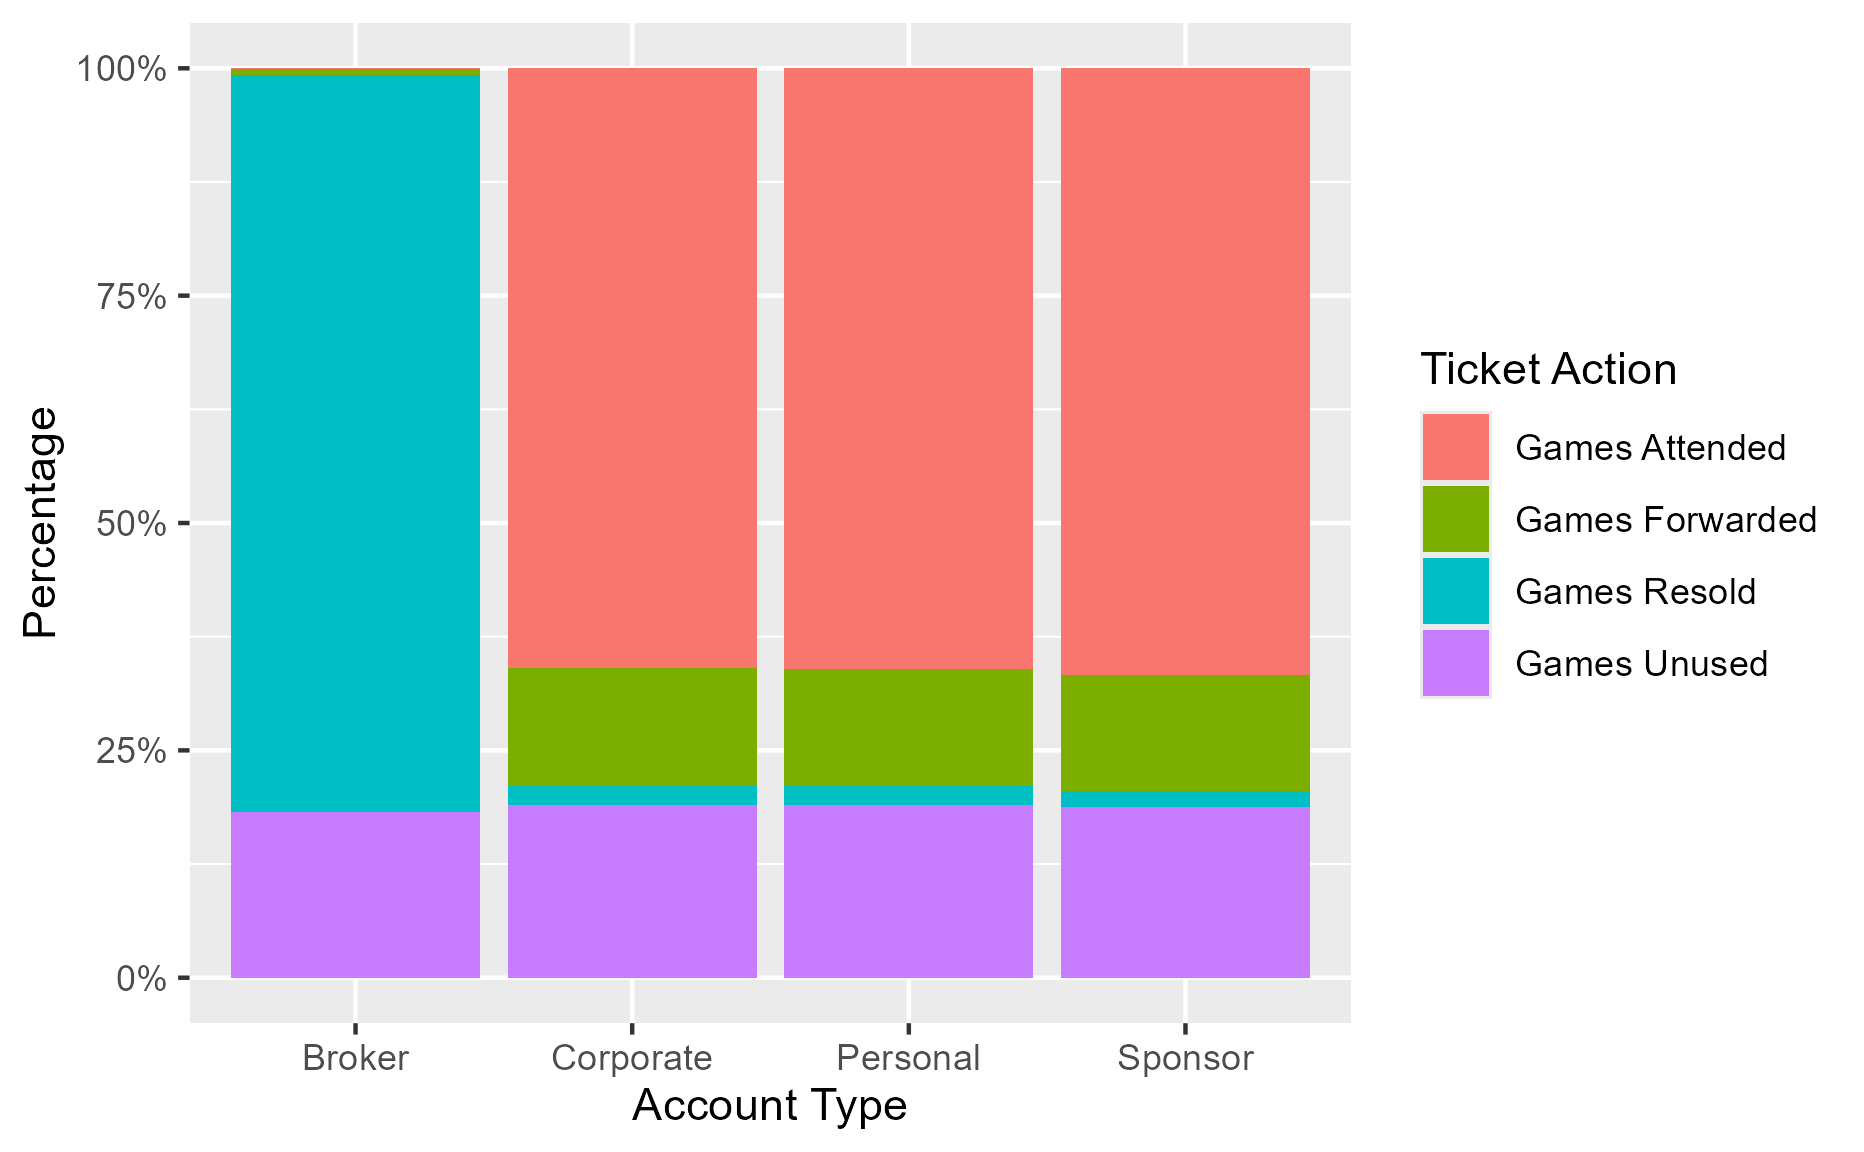 100%
75%
50%
25%
0%
Percentage
Broker Corporate Personal Sponsor
Account Type
Ticket Action
Games Attended
Games Forwarded
Games Resold
Games Unused